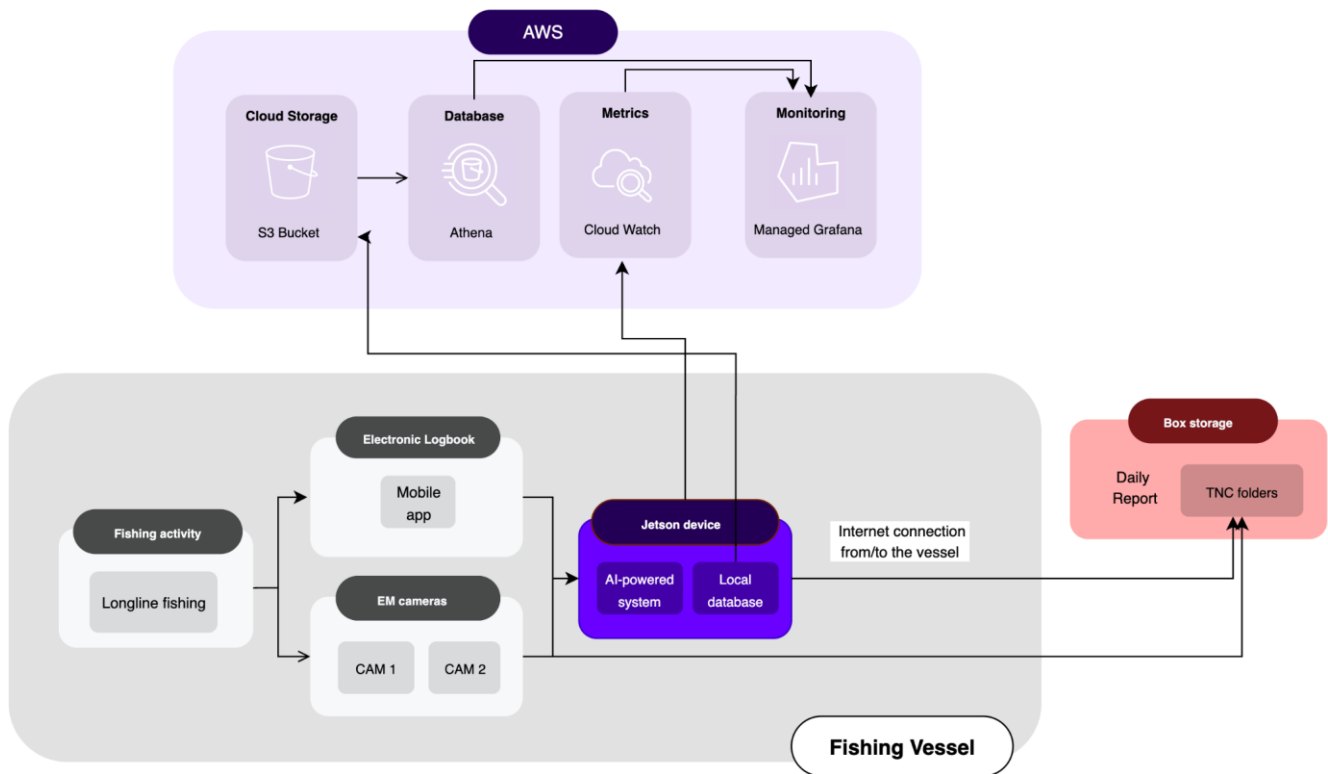 AWS
Cloud Storage
S3 Bucket
Database
Athena
Metrics
Cloud Watch
Monitoring
Managed Grafana
Electronic Logbook
Mobile
app
Fishing activity
Longline fishing
EM cameras
CAM 1
CAM 2
Jetson device
AI-powered
system
Local
database
Internet connection
from/to the vessel
Box storage
Daily
Report
TNC folders
Fishing Vessel